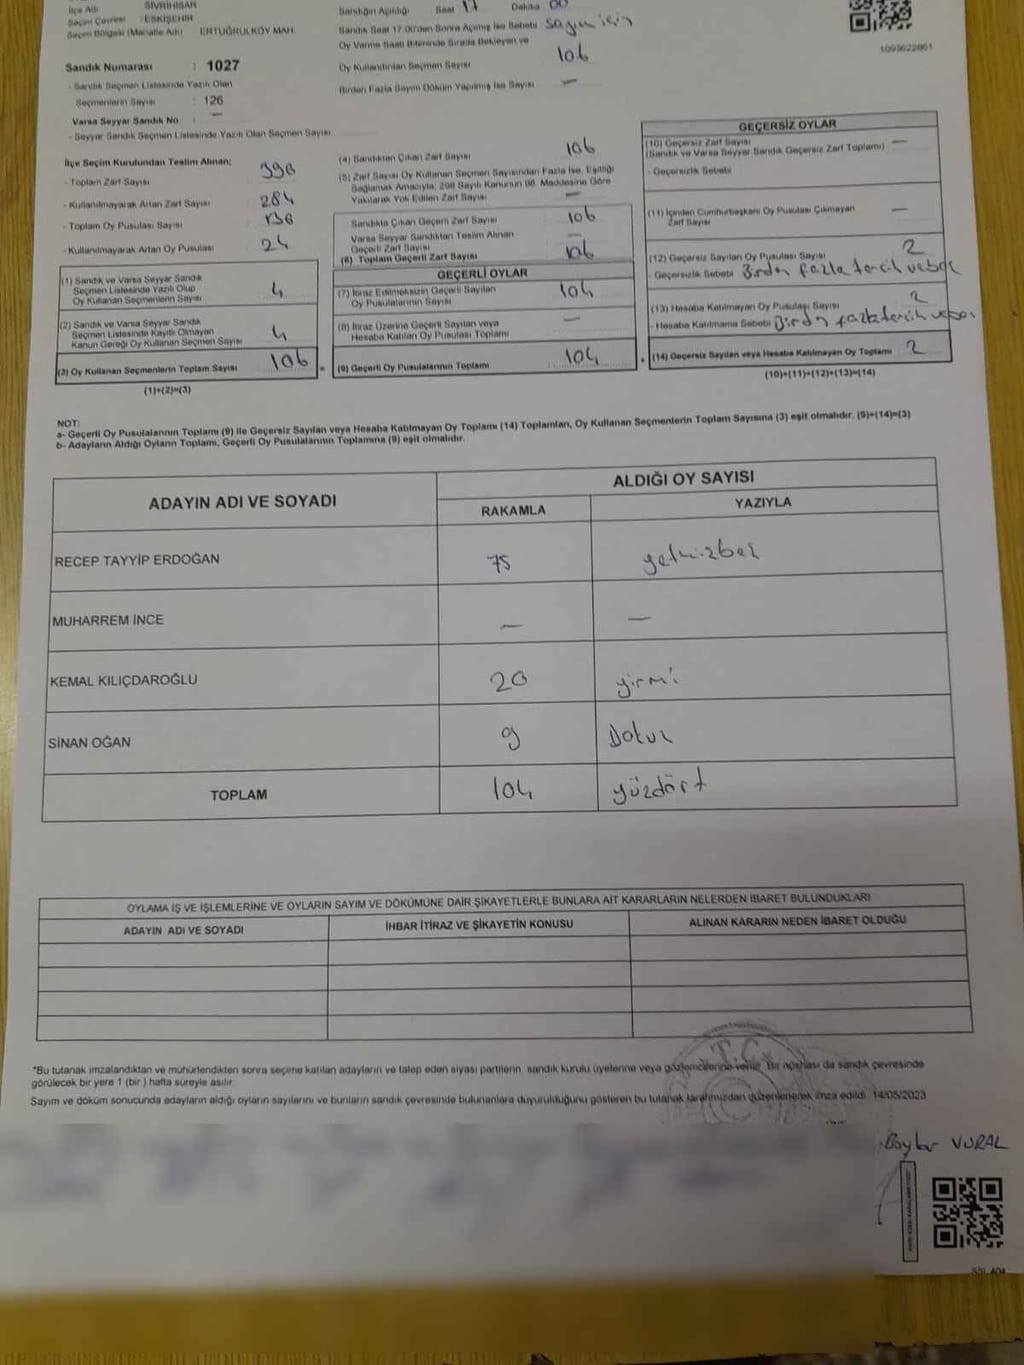 İlçe Adı SİVRİHİSAR
Seçim Çevresi : ESKİŞEHİR
Seçim Bölgesi (Mahalle Adı) ERTUĞRULKÖY MAH.
Sandık Numarası : 1027
- Sandık Seçmen Listesinde Yazılı Olan
Seçmenlerin Sayısı : 126
Varsa Seyyar Sandık No : —
- Seyyar Sandık Seçmen Listesinde Yazılı Olan Seçmen Sayısı
Sandığın Açıldığı Saat 17 Dakika 00
Sandık Saat 17:00'den Sonra Açılmış İse Sebebi Sayım için
Oy Verme Saati Bitiminde Sırada Bekleyen ve
Oy Kullandırılan Seçmen Sayısı 106
Birden Fazla Sayım Döküm Yapılmış İse Sayısı —
1093622861
İlçe Seçim Kurulundan Teslim Alınan;
- Toplam Zarf Sayısı 390
- Kullanılmayarak Artan Zarf Sayısı 284
- Toplam Oy Pusulası Sayısı 130
- Kullanılmayarak Artan Oy Pusulası 24
(1) Sandık ve Varsa Seyyar Sandık
Seçmen Listesinde Yazılı Olup
Oy Kullanan Seçmenlerin Sayısı 4
(2) Sandık ve Varsa Seyyar Sandık
Seçmen Listesinde Kayıtlı Olmayan
Kanun Gereği Oy Kullanan Seçmen Sayısı 4
(3) Oy Kullanan Seçmenlerin Toplam Sayısı 106 =
(1)+(2)=(3)
(4) Sandıktan Çıkan Zarf Sayısı 106
(5) Zarf Sayısı Oy Kullanan Seçmen Sayısından Fazla İse, Eşitliği
Sağlamak Amacıyla, 298 Sayılı Kanunun 98. Maddesine Göre
Yakılarak Yok Edilen Zarf Sayısı —
Sandıkta Çıkan Geçerli Zarf Sayısı 106
Varsa Seyyar Sandıktan Teslim Alınan
Geçerli Zarf Sayısı —
(6) Toplam Geçerli Zarf Sayısı 106
GEÇERLİ OYLAR
(7) İtiraz Edilmeksizin Geçerli Sayılan
Oy Pusulalarının Sayısı 104
(8) İtiraz Üzerine Geçerli Sayılan veya
Hesaba Katılan Oy Pusulası Toplamı —
(9) Geçerli Oy Pusulalarının Toplamı 104 +
GEÇERSİZ OYLAR
(10) Geçersiz Zarf Sayısı —
(Sandık ve Varsa Seyyar Sandık Geçersiz Zarf Toplamı)
- Geçersizlik Sebebi
(11) İçinden Cumhurbaşkanı Oy Pusulası Çıkmayan
Zarf Sayısı —
(12) Geçersiz Sayılan Oy Pusulası Sayısı 2
- Geçersizlik Sebebi Birden fazla tercih ve boş
(13) Hesaba Katılmayan Oy Pusulası Sayısı 2
- Hesaba Katılmama Sebebi Birdn fazla tercih ve boş
(14) Geçersiz Sayılan veya Hesaba Katılmayan Oy Toplamı 2
(10)+(11)+(12)+(13)=(14)
NOT:
a- Geçerli Oy Pusulalarının Toplamı (9) ile Geçersiz Sayılan veya Hesaba Katılmayan Oy Toplamı (14) Toplamları, Oy Kullanan Seçmenlerin Toplam Sayısına (3) eşit olmalıdır. (9)+(14)=(3)
b- Adayların Aldığı Oyların Toplamı, Geçerli Oy Pusulalarının Toplamına (9) eşit olmalıdır.
ADAYIN ADI VE SOYADI ALDIĞI OY SAYISI
RAKAMLA YAZIYLA
RECEP TAYYİP ERDOĞAN 75 yetmişbeş
MUHARREM İNCE — —
KEMAL KILIÇDAROĞLU 20 yirmi
SİNAN OĞAN 9 Dokuz
TOPLAM 104 yüzdört
OYLAMA İŞ VE İŞLEMLERİNE VE OYLARIN SAYIM VE DÖKÜMÜNE DAİR ŞİKAYETLERLE BUNLARA AİT KARARLARIN NELERDEN İBARET BULUNDUKLARI
ADAYIN ADI VE SOYADI İHBAR İTİRAZ VE ŞİKAYETİN KONUSU ALINAN KARARIN NEDEN İBARET OLDUĞU
*Bu tutanak imzalandıktan ve mühürlendikten sonra seçime katılan adayların ve talep eden siyasi partilerin sandık kurulu üyelerine veya gözlemcilerine verilir. Bir nüshası da sandık çevresinde
görülecek bir yere 1 (bir) hafta süreyle asılır.
Sayım ve döküm sonucunda adayların aldığı oyların sayılarını ve bunların sandık çevresinde bulunanlara duyurulduğunu gösteren bu tutanak tarafımızdan düzenlenerek imza edildi. 14/05/2023
T.C.
VURAL